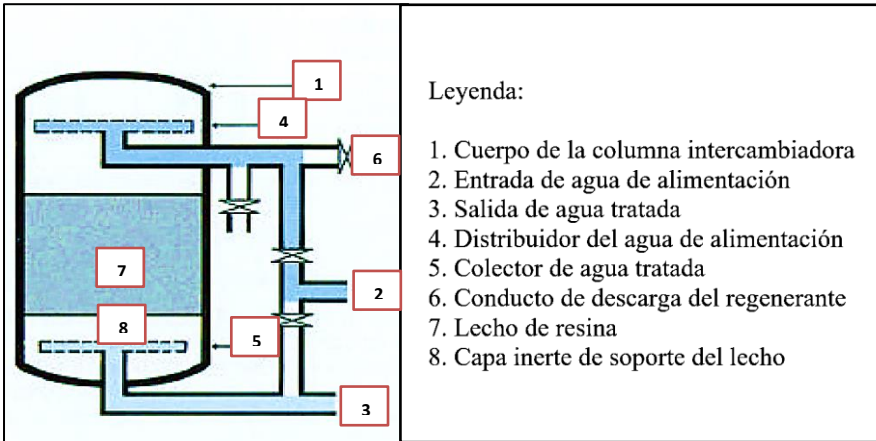 1
4
6
7
2
8
5
3
Leyenda:
1. Cuerpo de la columna intercambiadora
2. Entrada de agua de alimentación
3. Salida de agua tratada
4. Distribuidor del agua de alimentación
5. Colector de agua tratada
6. Conducto de descarga del regenerante
7. Lecho de resina
8. Capa inerte de soporte del lecho